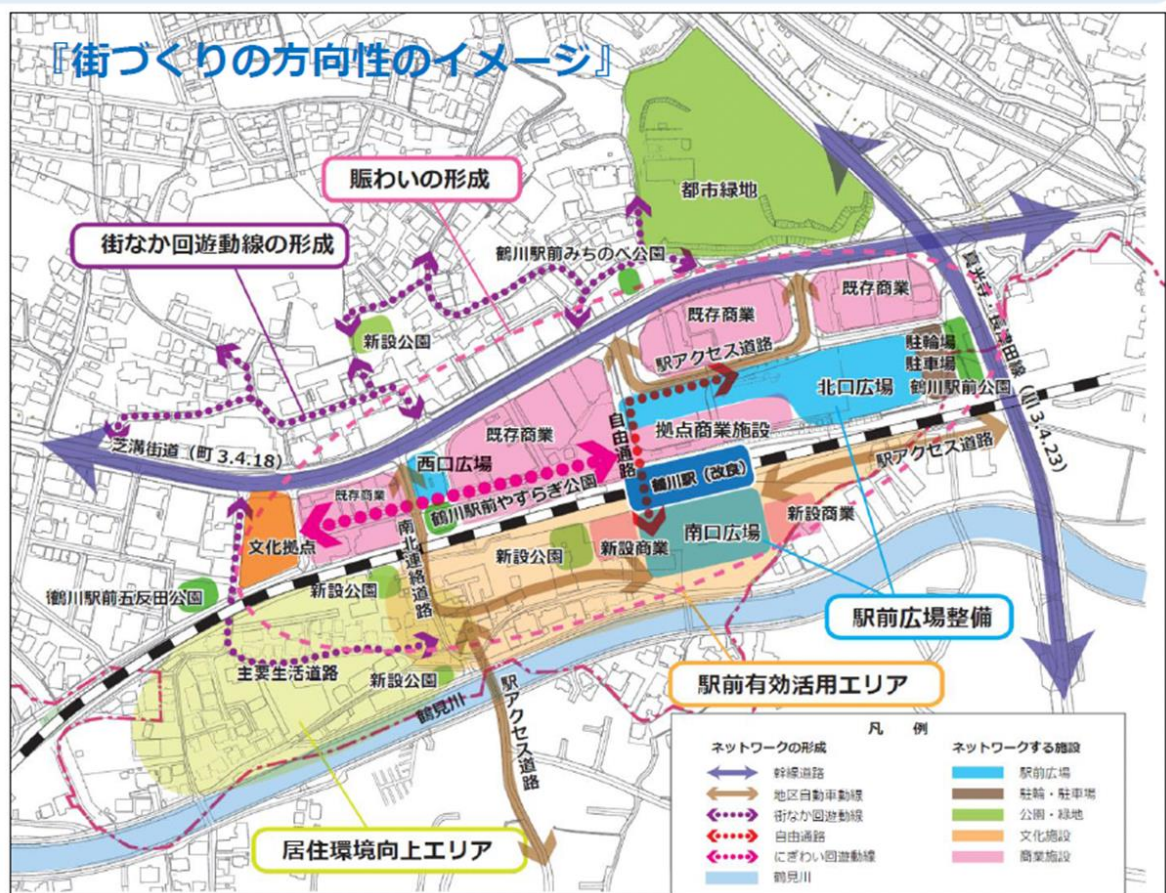 『街づくりの方向性のイメージ』
賑わいの形成
都市緑地
街なか回遊動線の形成
鶴川駅前みちのべ公園
既存商業
既存商業
新設公園
駅アクセス道路
駐輪場
駐車場
北口広場
鶴川駅前公園
自由通路
拠点商業施設
既存商業
芝溝街道（町3.4.18）
西口広場
駅アクセス道路
鶴川駅（改良）
既存商業
鶴川駅前やすらぎ公園
新設商業
南口広場
文化拠点
南北連絡道路
新設公園
新設商業
新設公園
鶴川駅前五反田公園
駅前広場整備
主要生活道路
新設公園
駅前有効活用エリア
鶴見川
駅アクセス道路
居住環境向上エリア
凡 例
ネットワークの形成
幹線道路
地区自動車動線
街なか回遊動線
自由通路
にぎわい回遊動線
鶴見川
ネットワークする施設
駅前広場
駐輪・駐車場
公園・緑地
文化施設
商業施設